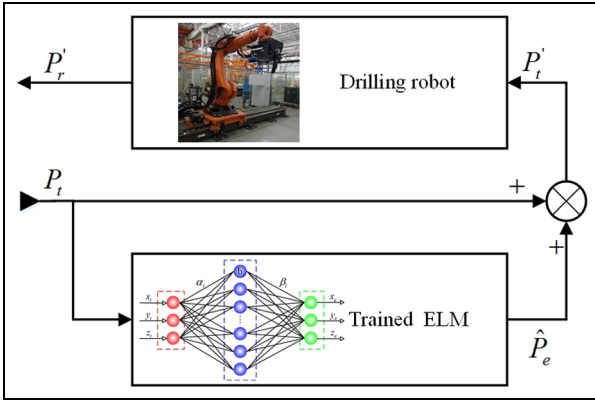 P'r
Drilling robot
P't
Pt
+
+
αi
βi
b
xt
yt
zt
xe
ye
ze
Trained ELM
P̂e